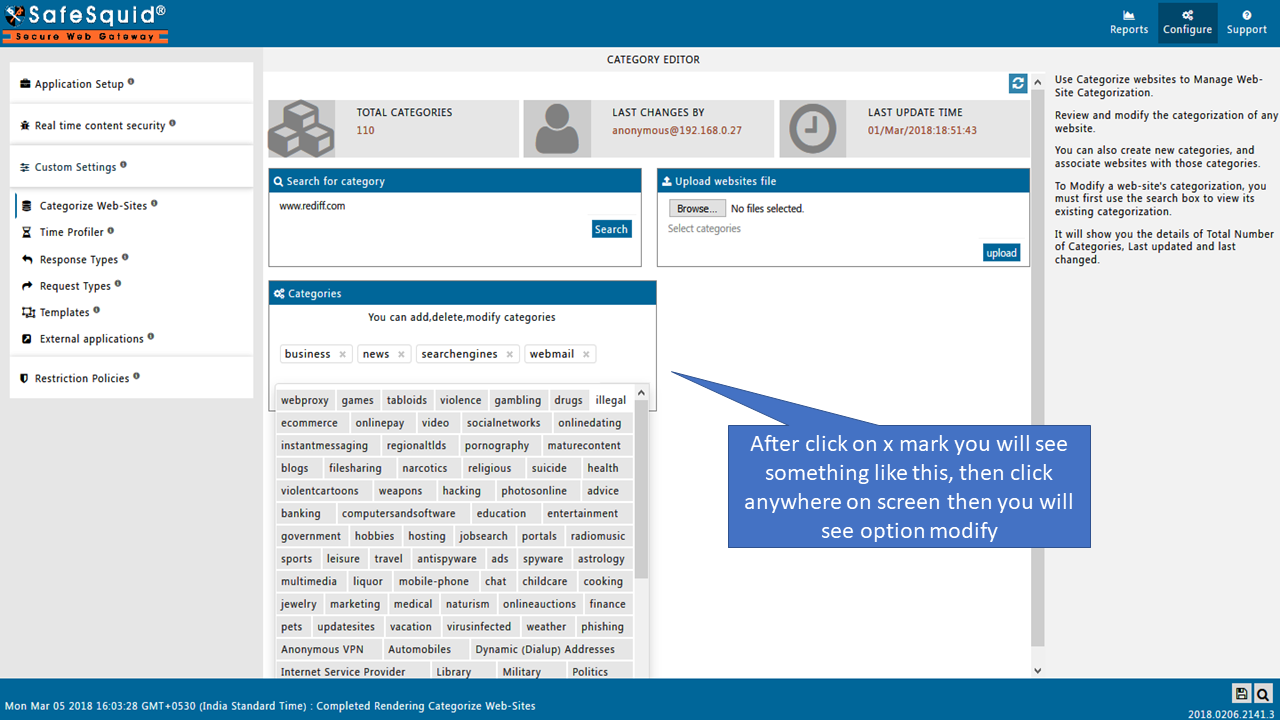 SafeSquid®
Secure Web Gateway
Reports
Configure
Support
Application Setup
Real time content security
Custom Settings
Categorize Web-Sites
Time Profiler
Response Types
Request Types
Templates
External applications
Restriction Policies
CATEGORY EDITOR
TOTAL CATEGORIES
110
LAST CHANGES BY
anonymous@192.168.0.27
LAST UPDATE TIME
01/Mar/2018:18:51:43
Search for category
www.rediff.com
Search
Upload websites file
Browse... No files selected.
Select categories
upload
Categories
You can add,delete,modify categories
business × news × searchengines × webmail ×
webproxy games tabloids violence gambling drugs illegal
ecommerce onlinepay video socialnetworks onlinedating
instantmessaging regionaltlds pornography maturecontent
blogs filesharing narcotics religious suicide health
violentcartoons weapons hacking photosonline advice
banking computersandsoftware education entertainment
government hobbies hosting jobsearch portals radiomusic
sports leisure travel antispyware ads spyware astrology
multimedia liquor mobile-phone chat childcare cooking
jewelry marketing medical naturism onlineauctions finance
pets updatesites vacation virusinfected weather phishing
Anonymous VPN Automobiles Dynamic (Dialup) Addresses
Internet Service Provider Library Military Politics
After click on x mark you will see
something like this, then click
anywhere on screen then you will
see option modify
Use Categorize websites to Manage Web-
Site Categorization.
Review and modify the categorization of any
website.
You can also create new categories, and
associate websites with those categories.
To Modify a web-site's categorization, you
must first use the search box to view its
existing categorization.
It will show you the details of Total Number
of Categories, Last updated and last
changed.
Mon Mar 05 2018 16:03:28 GMT+0530 (India Standard Time) : Completed Rendering Categorize Web-Sites
2018.0206.2141.3